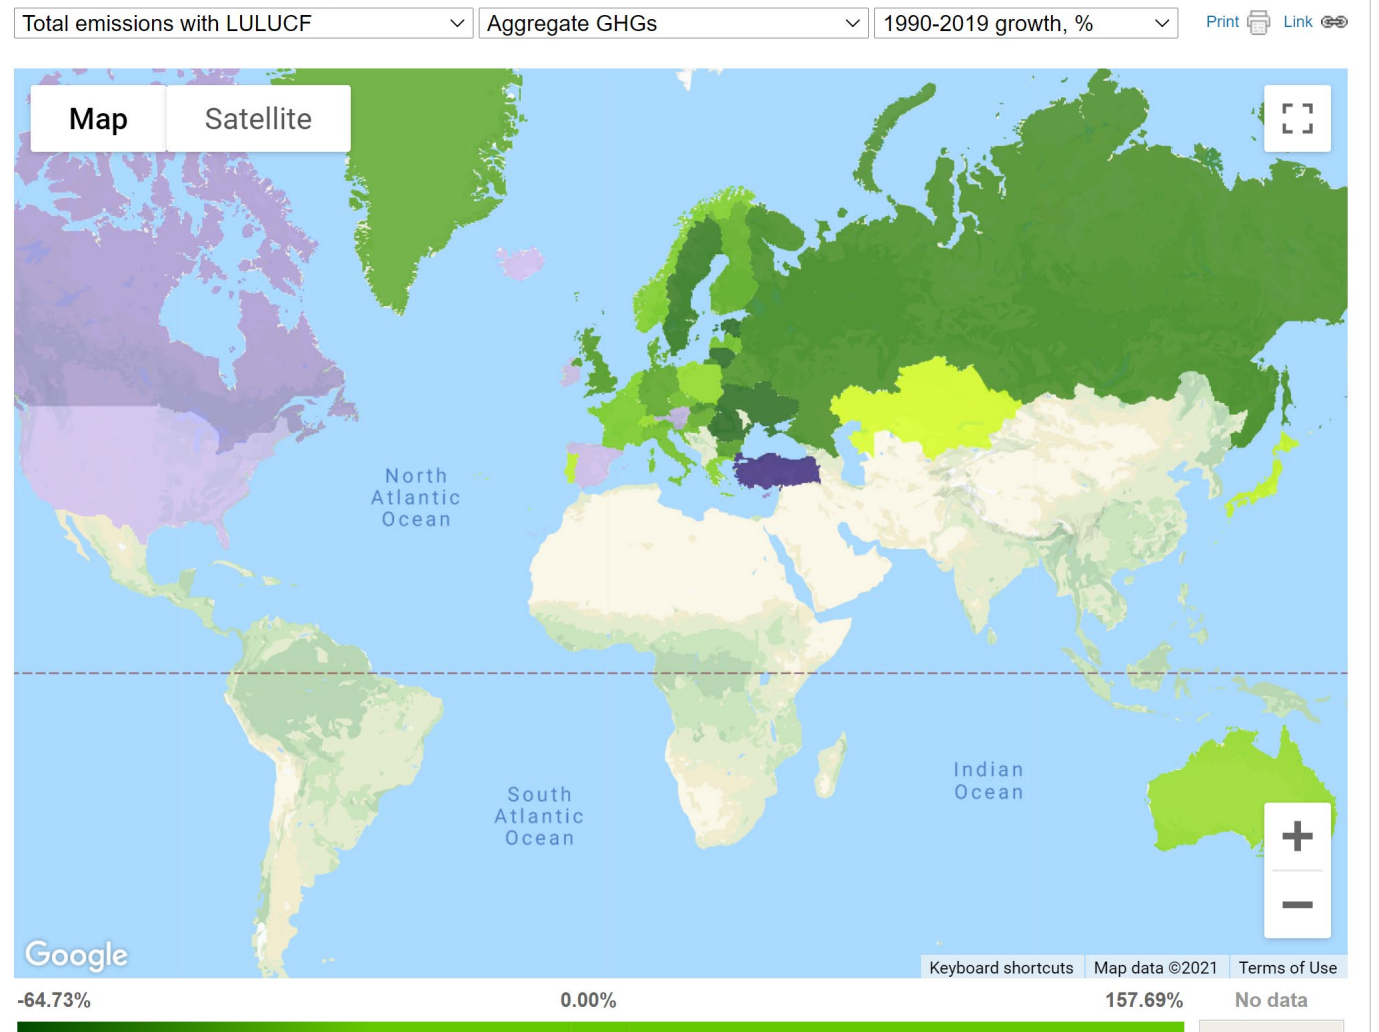 Total emissions with LULUCF Aggregate GHGs 1990-2019 growth, % Print Link
Map Satellite
North
Atlantic
Ocean
Indian
Ocean
South
Atlantic
Ocean
+
−
Google
Keyboard shortcuts Map data ©2021 Terms of Use
-64.73% 0.00% 157.69% No data